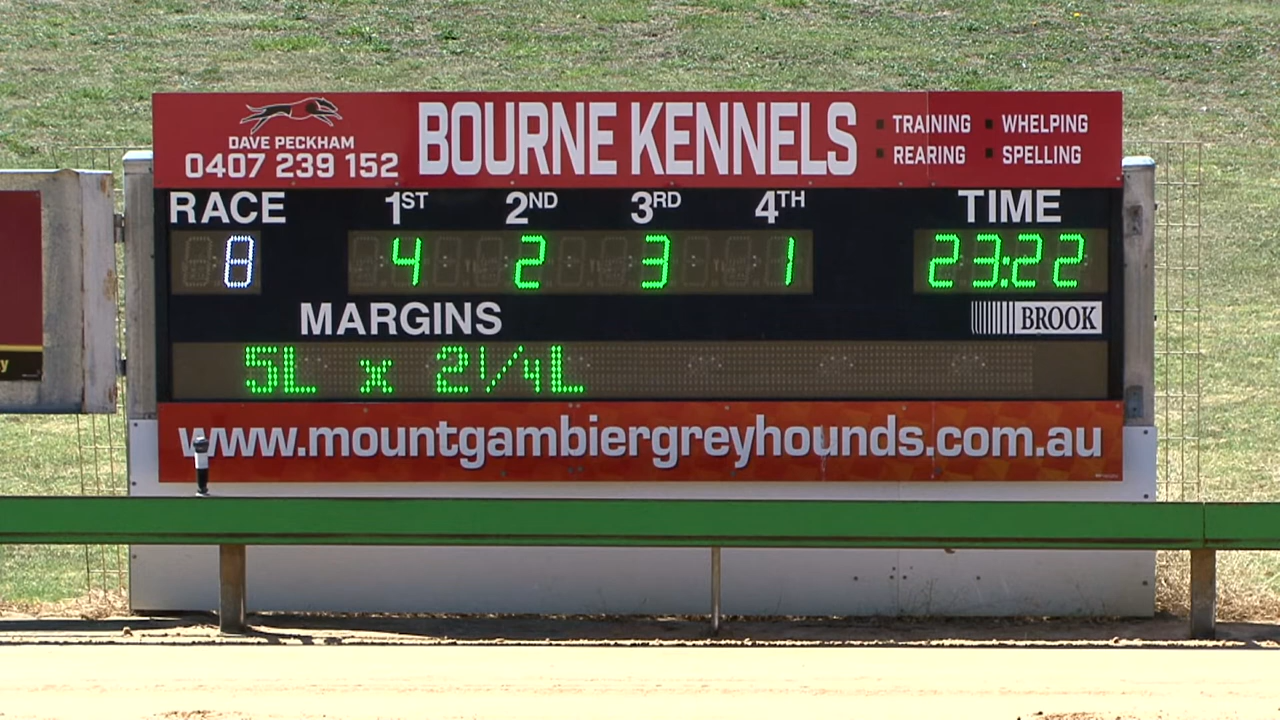 BOURNE KENNELS
DAVE PECKHAM
0407 239 152
TRAINING
WHELPING
REARING
SPELLING
RACE 1ST 2ND 3RD 4TH TIME
8 4 2 3 1 23:22
MARGINS
BROOK
5L x 2 1/4L
www.mountgambiergreyhounds.com.au